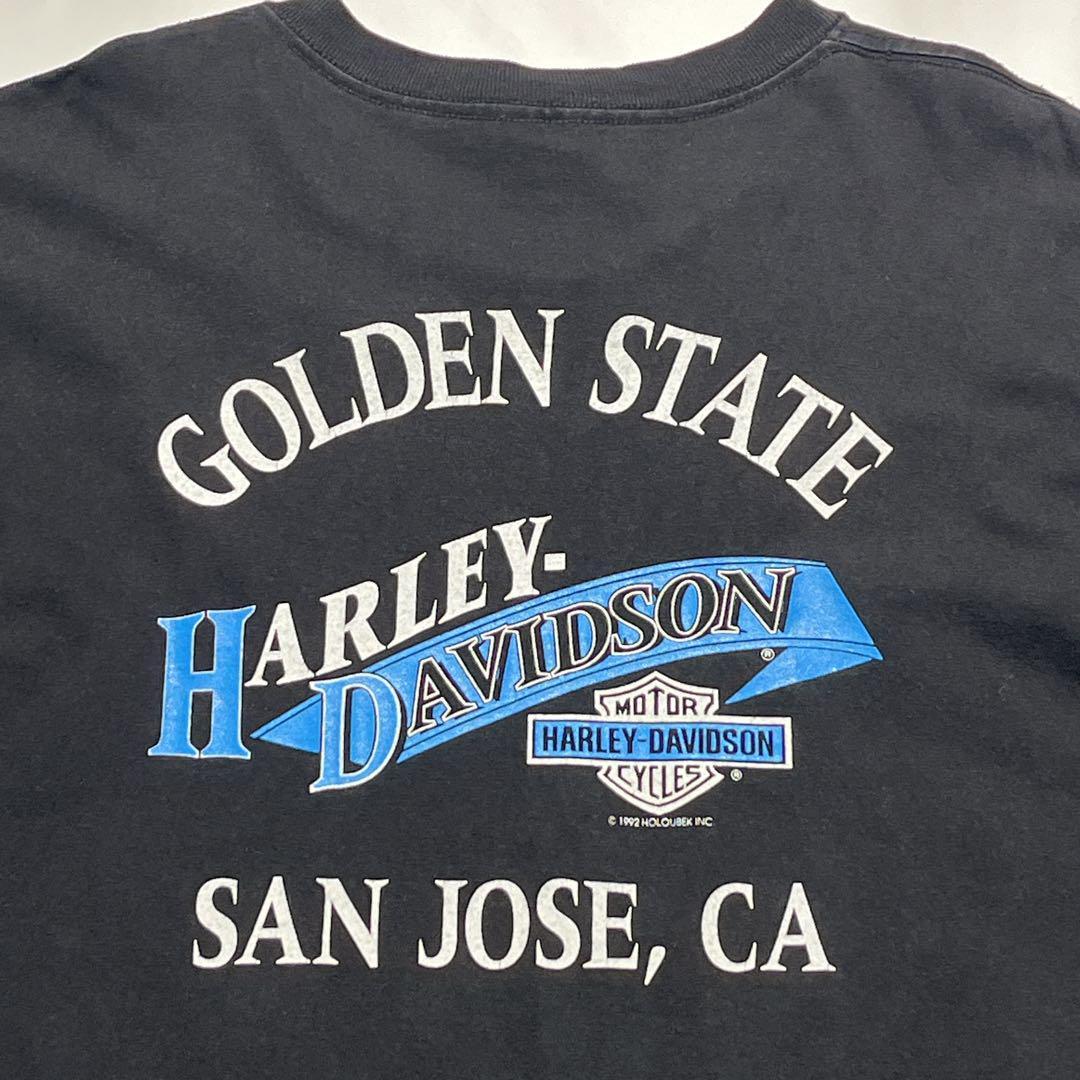 GOLDEN STATE
HARLEY-
DAVIDSON ®
MOTOR
HARLEY-DAVIDSON
CYCLES ®
© 1992 HOLOUBEK INC
SAN JOSE, CA